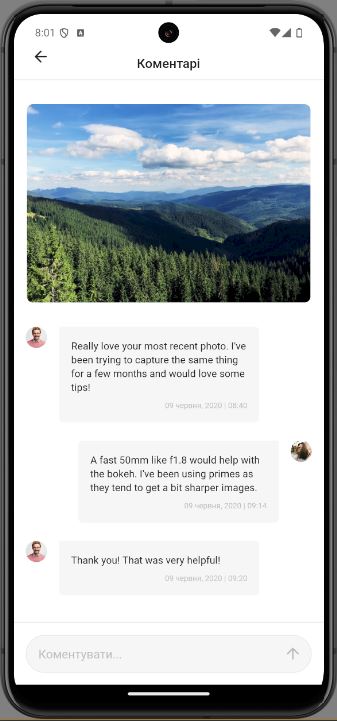 8:01
Коментарі
Really love your most recent photo. I've
been trying to capture the same thing
for a few months and would love some
tips!
09 червня, 2020 | 08:40
A fast 50mm like f1.8 would help with
the bokeh. I've been using primes as
they tend to get a bit sharper images.
09 червня, 2020 | 09:14
Thank you! That was very helpful!
09 червня, 2020 | 09:20
Коментувати...